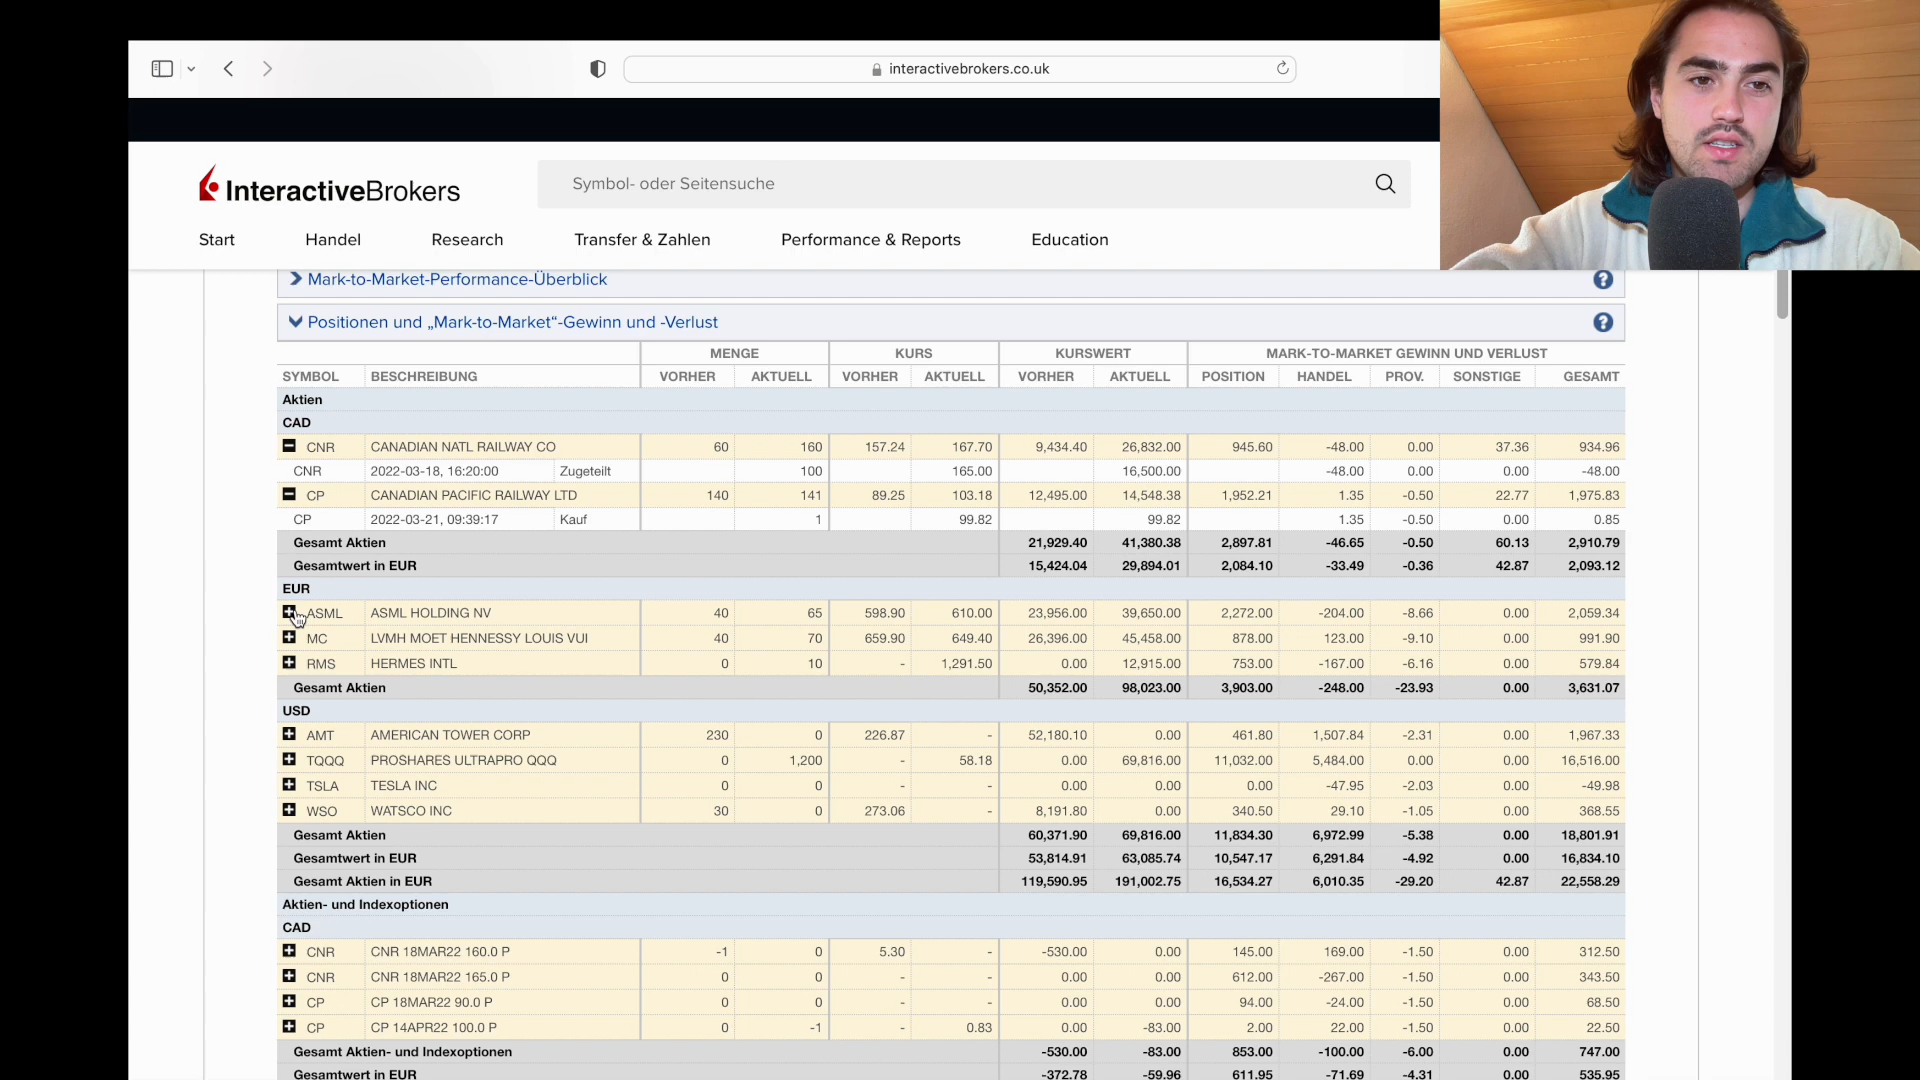 interactivebrokers.co.uk
InteractiveBrokers
Symbol- oder Seitensuche
Start Handel Research Transfer & Zahlen Performance & Reports Education
Mark-to-Market-Performance-Überblick ?
Positionen und „Mark-to-Market“-Gewinn und -Verlust ?
MENGE KURS KURSWERT MARK-TO-MARKET GEWINN UND VERLUST
SYMBOL BESCHREIBUNG VORHER AKTUELL VORHER AKTUELL VORHER AKTUELL POSITION HANDEL PROV. SONSTIGE GESAMT
Aktien
CAD
CNR CANADIAN NATL RAILWAY CO 60 160 157.24 167.70 9,434.40 26,832.00 945.60 -48.00 0.00 37.36 934.96
CNR 2022-03-18, 16:20:00 Zugeteilt 100 165.00 16,500.00 -48.00 0.00 0.00 -48.00
CP CANADIAN PACIFIC RAILWAY LTD 140 141 89.25 103.18 12,495.00 14,548.38 1,952.21 1.35 -0.50 22.77 1,975.83
CP 2022-03-21, 09:39:17 Kauf 1 99.82 99.82 1.35 -0.50 0.00 0.85
Gesamt Aktien 21,929.40 41,380.38 2,897.81 -46.65 -0.50 60.13 2,910.79
Gesamtwert in EUR 15,424.04 29,894.01 2,084.10 -33.49 -0.36 42.87 2,093.12
EUR
ASML ASML HOLDING NV 40 65 598.90 610.00 23,956.00 39,650.00 2,272.00 -204.00 -8.66 0.00 2,059.34
MC LVMH MOET HENNESSY LOUIS VUI 40 70 659.90 649.40 26,396.00 45,458.00 878.00 123.00 -9.10 0.00 991.90
RMS HERMES INTL 0 10 - 1,291.50 0.00 12,915.00 753.00 -167.00 -6.16 0.00 579.84
Gesamt Aktien 50,352.00 98,023.00 3,903.00 -248.00 -23.93 0.00 3,631.07
USD
AMT AMERICAN TOWER CORP 230 0 226.87 - 52,180.10 0.00 461.80 1,507.84 -2.31 0.00 1,967.33
TQQQ PROSHARES ULTRAPRO QQQ 0 1,200 - 58.18 0.00 69,816.00 11,032.00 5,484.00 0.00 0.00 16,516.00
TSLA TESLA INC 0 0 - - 0.00 0.00 0.00 -47.95 -2.03 0.00 -49.98
WSO WATSCO INC 30 0 273.06 - 8,191.80 0.00 340.50 29.10 -1.05 0.00 368.55
Gesamt Aktien 60,371.90 69,816.00 11,834.30 6,972.99 -5.38 0.00 18,801.91
Gesamtwert in EUR 53,814.91 63,085.74 10,547.17 6,291.84 -4.92 0.00 16,834.10
Gesamt Aktien in EUR 119,590.95 191,002.75 16,534.27 6,010.35 -29.20 42.87 22,558.29
Aktien- und Indexoptionen
CAD
CNR CNR 18MAR22 160.0 P -1 0 5.30 - -530.00 0.00 145.00 169.00 -1.50 0.00 312.50
CNR CNR 18MAR22 165.0 P 0 0 - - 0.00 0.00 612.00 -267.00 -1.50 0.00 343.50
CP CP 18MAR22 90.0 P 0 0 - - 0.00 0.00 94.00 -24.00 -1.50 0.00 68.50
CP CP 14APR22 100.0 P 0 -1 - 0.83 0.00 -83.00 2.00 22.00 -1.50 0.00 22.50
Gesamt Aktien- und Indexoptionen -530.00 -83.00 853.00 -100.00 -6.00 0.00 747.00
Gesamtwert in EUR -372.78 -59.96 611.95 -71.69 -4.31 0.00 535.95